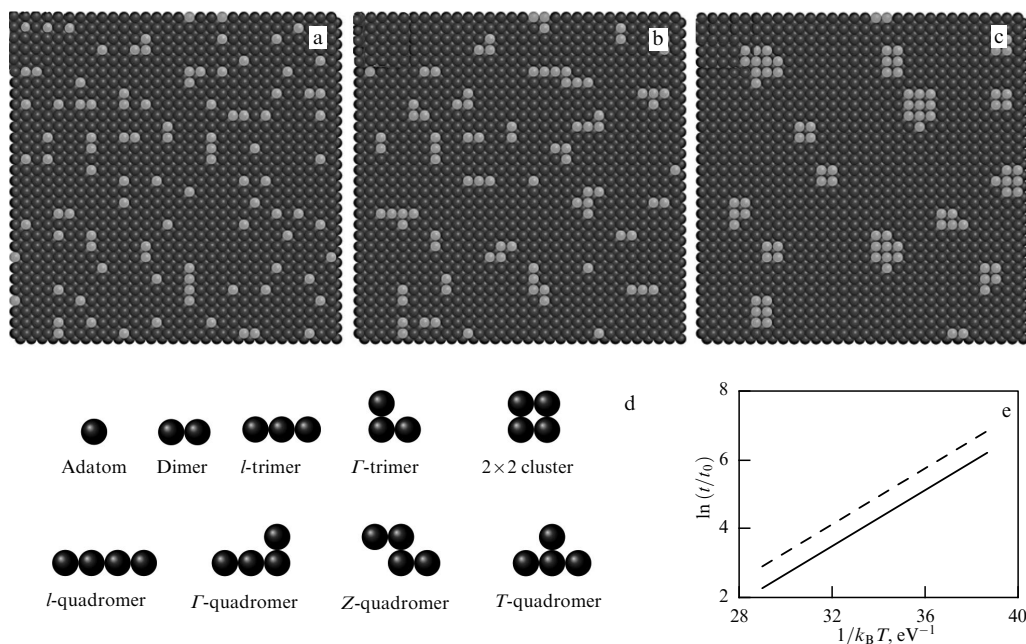 a b c
d
Adatom Dimer l-trimer Γ-trimer 2×2 cluster
l-quadromer Γ-quadromer Z-quadromer T-quadromer
e
8
6
4
2
ln (t/t₀)
28 32 36 40
1/k_B T, eV⁻¹